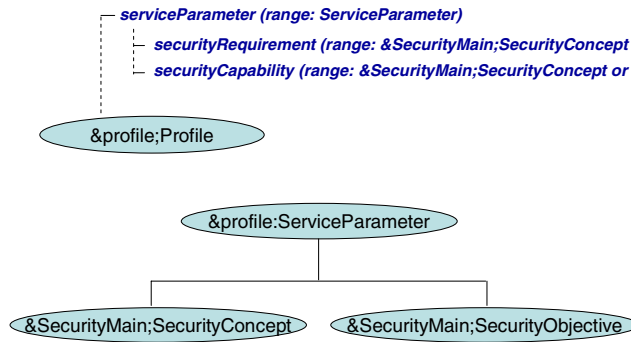 serviceParameter (range: ServiceParameter)
securityRequirement (range: &SecurityMain;SecurityConcept
securityCapability (range: &SecurityMain;SecurityConcept or
&profile;Profile
&profile:ServiceParameter
&SecurityMain;SecurityConcept &SecurityMain;SecurityObjective